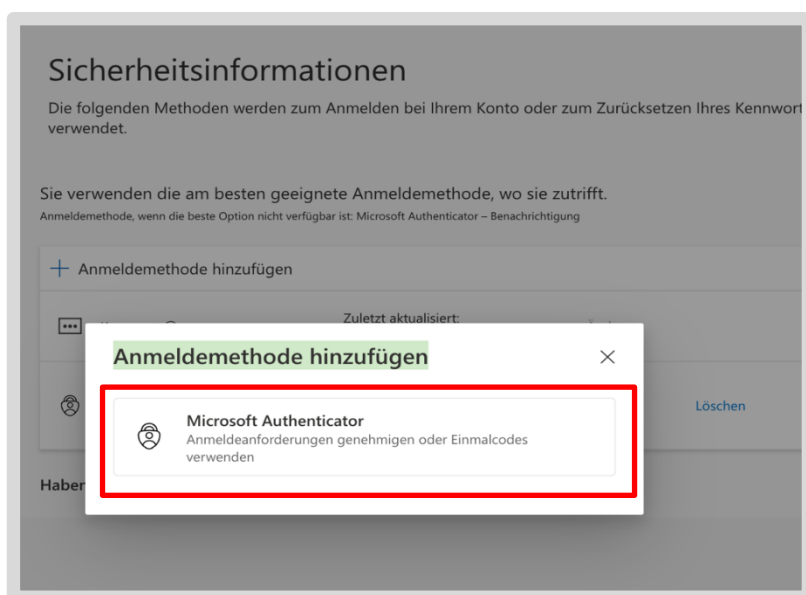 Sicherheitsinformationen
Die folgenden Methoden werden zum Anmelden bei Ihrem Konto oder zum Zurücksetzen Ihres Kennwort
verwendet.
Sie verwenden die am besten geeignete Anmeldemethode, wo sie zutrifft.
Anmeldemethode, wenn die beste Option nicht verfügbar ist: Microsoft Authenticator – Benachrichtigung
+ Anmeldemethode hinzufügen
Zuletzt aktualisiert:
Anmeldemethode hinzufügen
Löschen
Microsoft Authenticator
Anmeldeanforderungen genehmigen oder Einmalcodes
verwenden
Haben